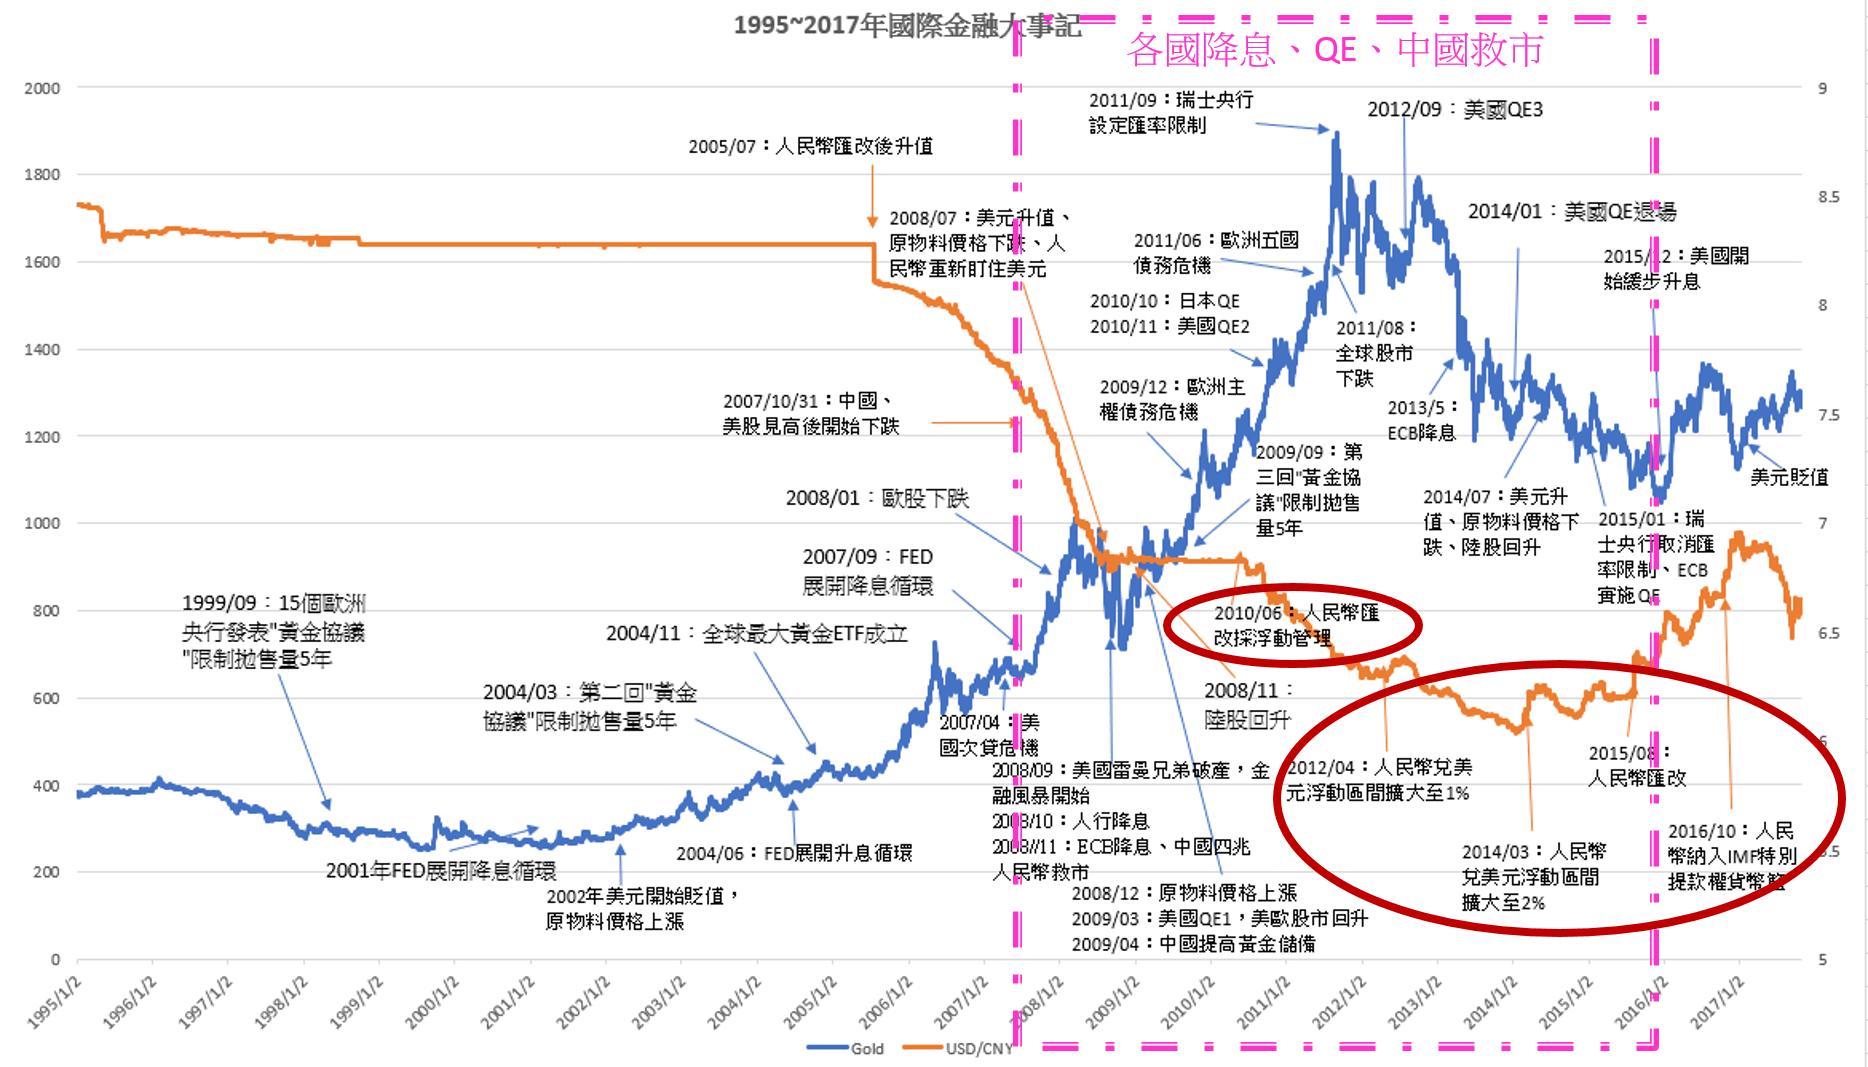 1995~2017年國際金融大事記
各國降息、QE、中國救市
2000
1800
1600
1400
1200
1000
800
600
400
200
0
9
8.5
8
7.5
7
6.5
6
5.5
5
2005/07：人民幣匯改後升值
2008/07：美元升值、
原物料價格下跌、人
民幣重新盯住美元
2011/09：瑞士央行
設定匯率限制
2012/09：美國QE3
2014/01：美國QE退場
2011/06：歐洲五國
債務危機
2015/12：美國開
始緩步升息
2010/10：日本QE
2010/11：美國QE2
2011/08：
全球股市
下跌
2009/12：歐洲主
權債務危機
2013/5：
ECB降息
2007/10/31：中國、
美股見高後開始下跌
2009/09：第
三回"黃金協
議"限制拋售
量5年
美元貶值
2008/01：歐股下跌
2014/07：美元升
值、原物料價格下
跌、陸股回升
2015/01：瑞
士央行取消匯
率限制、ECB
實施QE
2007/09：FED
展開降息循環
1999/09：15個歐洲
央行發表"黃金協議
"限制拋售量5年
2004/11：全球最大黃金ETF成立
2010/06：人民幣匯
改採浮動管理
2004/03：第二回"黃金
協議"限制拋售量5年
2008/11：
陸股回升
2007/04：美
國次貸危機
2008/09：美國雷曼兄弟破產，金
融風暴開始
2008/10：人行降息
2008//11：ECB降息、中國四兆
人民幣救市
2012/04：人民幣兌美
元浮動區間擴大至1%
2015/08：
人民幣匯改
2001年FED展開降息循環
2004/06：FED展開升息循環
2002年美元開始貶值，
原物料價格上漲
2008/12：原物料價格上漲
2009/03：美國QE1，美歐股市回升
2009/04：中國提高黃金儲備
2014/03：人民幣
兌美元浮動區間
擴大至2%
2016/10：人民
幣納入IMF特別
提款權貨幣籃
1995/1/2
1996/1/2
1997/1/2
1998/1/2
1999/1/2
2000/1/2
2001/1/2
2002/1/2
2003/1/2
2004/1/2
2005/1/2
2006/1/2
2007/1/2
2008/1/2
2009/1/2
2010/1/2
2011/1/2
2012/1/2
2013/1/2
2014/1/2
2015/1/2
2016/1/2
2017/1/2
Gold
USD/CNY